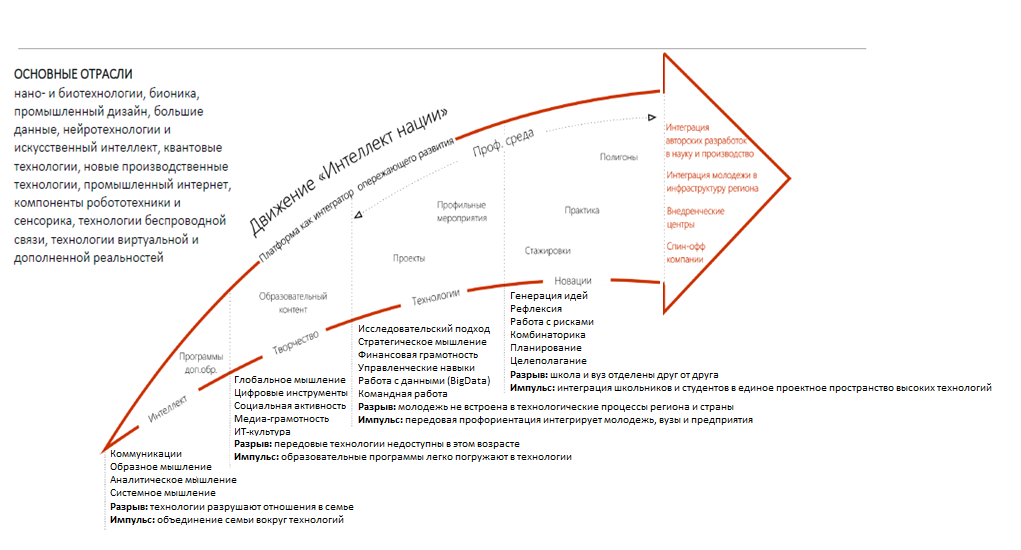 ОСНОВНЫЕ ОТРАСЛИ
нано- и биотехнологии, бионика,
промышленный дизайн, большие
данные, нейротехнологии и
искусственный интеллект, квантовые
технологии, новые производственные
технологии, промышленный интернет,
компоненты робототехники и
сенсорика, технологии беспроводной
связи, технологии виртуальной и
дополненной реальностей
Движение «Интеллект нации»
Платформа как интегратор опережающего развития
Проф. среда
Полигоны
Профильные
мероприятия
Практика
Проекты
Стажировки
Образовательный
контент
Программы
доп.обр.
Интеллект
Творчество
Технологии
Новации
Интеграция
авторских разработок
в науку и производство
Интеграция молодежи в
инфраструктуру региона
Внедренческие
центры
Спин-офф
компании
Коммуникации
Образное мышление
Аналитическое мышление
Системное мышление
Разрыв: технологии разрушают отношения в семье
Импульс: объединение семьи вокруг технологий
Глобальное мышление
Цифровые инструменты
Социальная активность
Медиа-грамотность
ИТ-культура
Разрыв: передовые технологии недоступны в этом возрасте
Импульс: образовательные программы легко погружают в технологии
Исследовательский подход
Стратегическое мышление
Финансовая грамотность
Управленческие навыки
Работа с данными (BigData)
Командная работа
Разрыв: молодежь не встроена в технологические процессы региона и страны
Импульс: передовая профориентация интегрирует молодежь, вузы и предприятия
Генерация идей
Рефлексия
Работа с рисками
Комбинаторика
Планирование
Целеполагание
Разрыв: школа и вуз отделены друг от друга
Импульс: интеграция школьников и студентов в единое проектное пространство высоких технологий